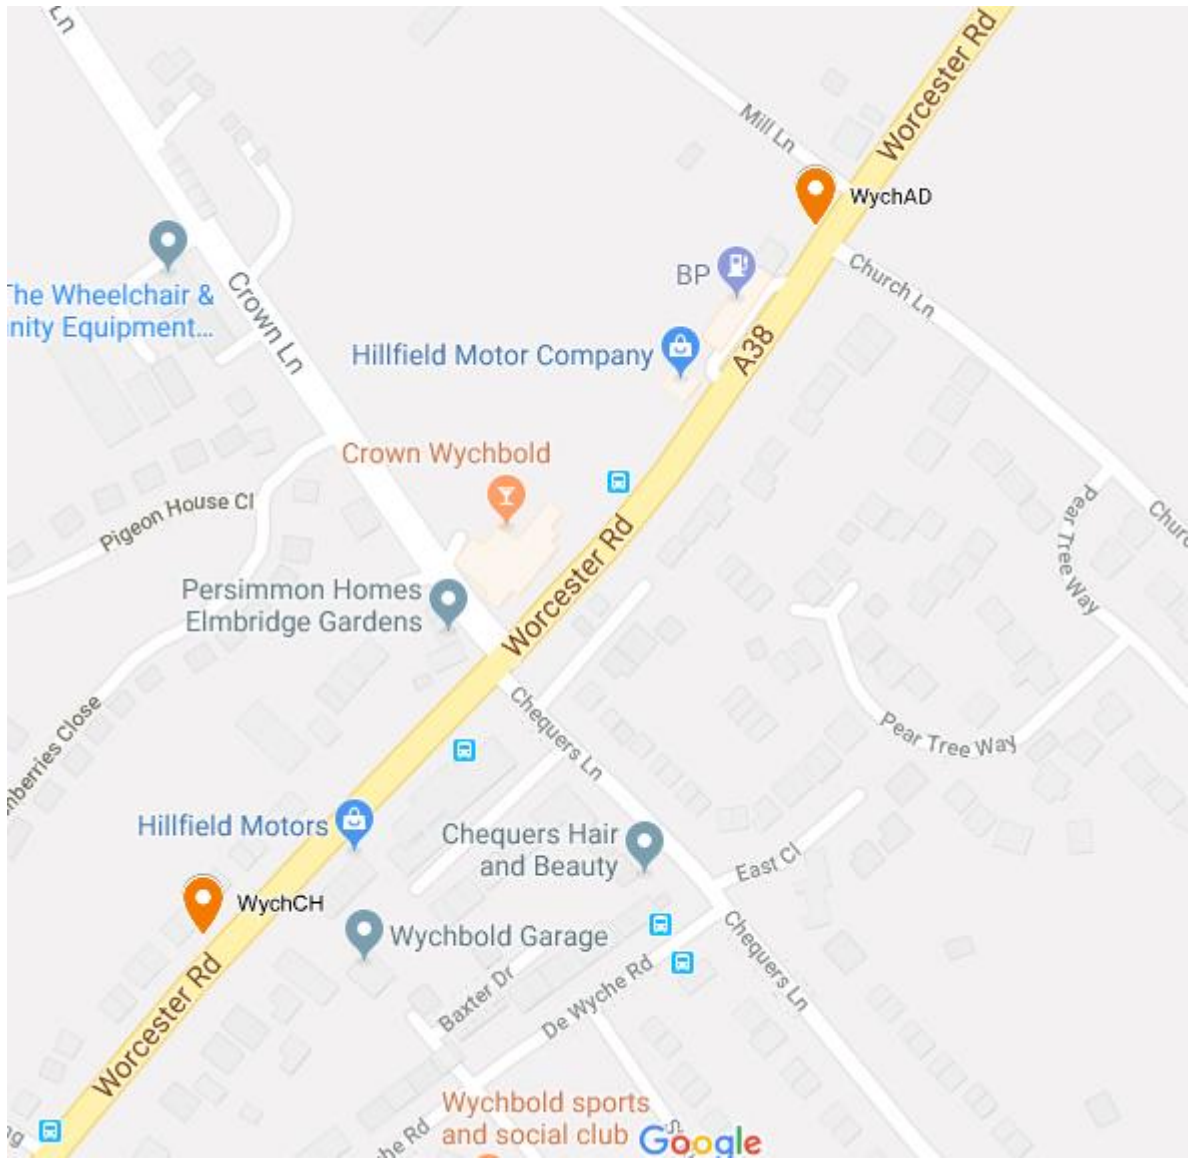 Ln
Worcester Rd
Mill Ln
WychAD
BP
Church Ln
The Wheelchair &
nity Equipment...
Crown Ln
Hillfield Motor Company
A38
Crown Wychbold
Pigeon House Cl
Pear Tree Way
Churc
Worcester Rd
Persimmon Homes
Elmbridge Gardens
Chequers Ln
Pear Tree Way
nberries Close
Hillfield Motors
Chequers Hair
and Beauty
East Cl
WychCH
Wychbold Garage
Chequers Ln
Worcester Rd
Baxter Dr
De Wyche Rd
Wychbold sports
and social club
Google
che Rd